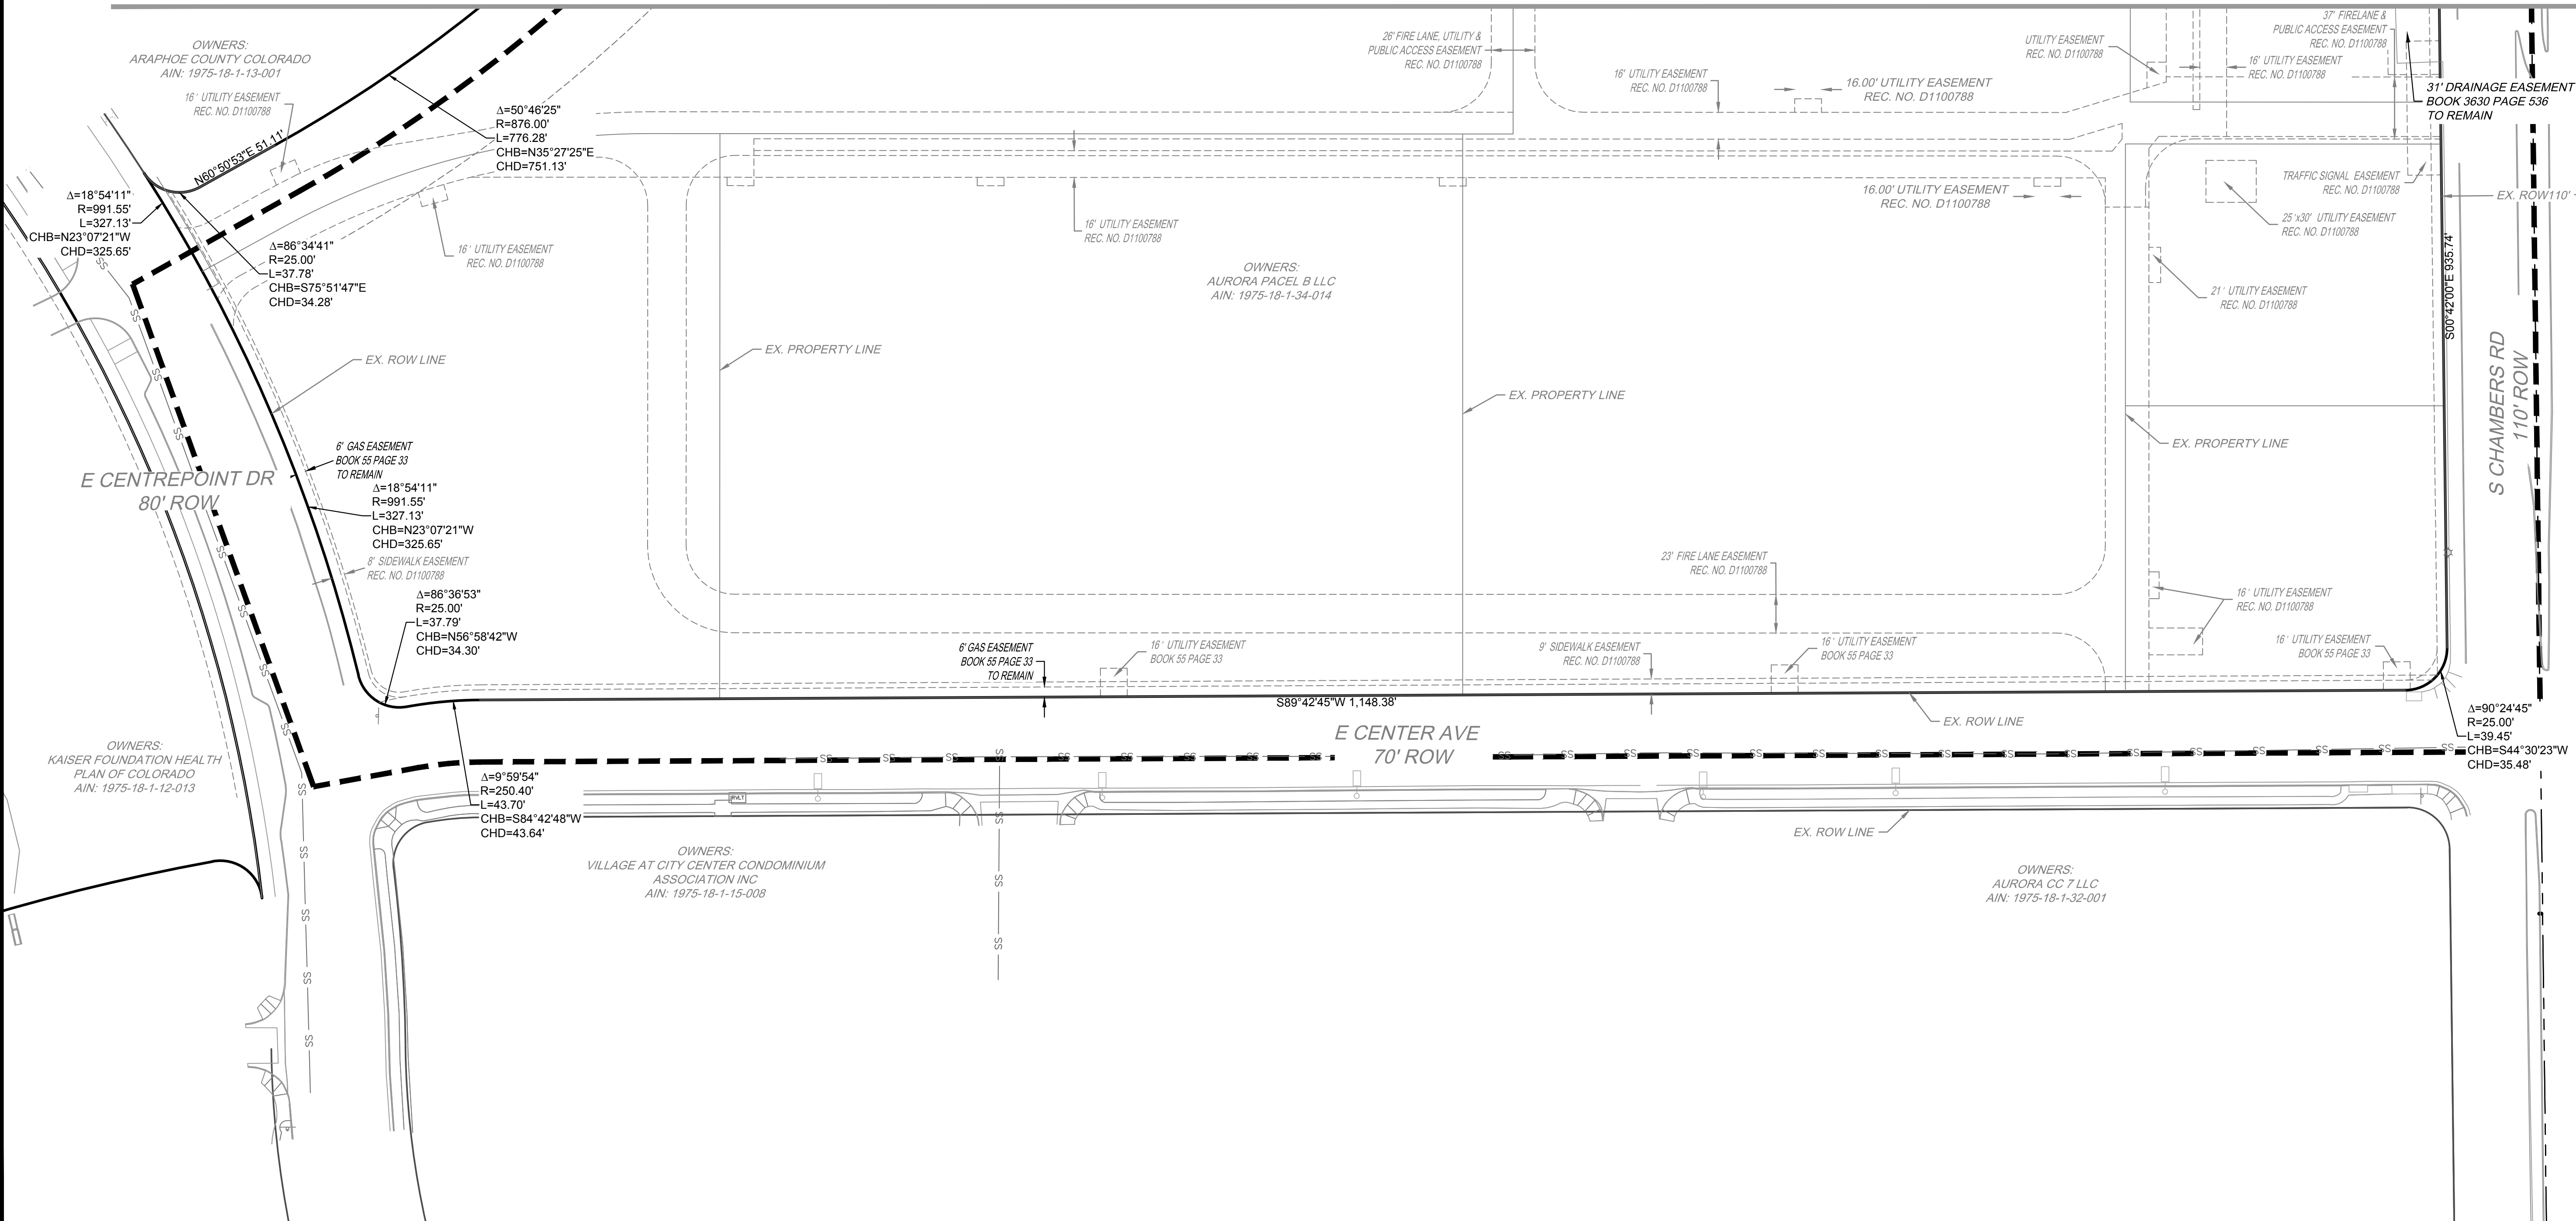 OWNERS:
ARAPHOE COUNTY COLORADO
AIN: 1975-18-1-13-001
16' UTILITY EASEMENT
REC. NO. D1100788
N60°50'53"E 51.11'
Δ=50°46'25"
R=876.00'
L=776.28'
CHB=N35°27'25"E
CHD=751.13'
Δ=18°54'11"
R=991.55'
L=327.13'
CHB=N23°07'21"W
CHD=325.65'
Δ=86°34'41"
R=25.00'
L=37.78'
CHB=S75°51'47"E
CHD=34.28'
16' UTILITY EASEMENT
REC. NO. D1100788
26' FIRE LANE, UTILITY &
PUBLIC ACCESS EASEMENT
REC. NO. D1100788
16' UTILITY EASEMENT
REC. NO. D1100788
16.00' UTILITY EASEMENT
REC. NO. D1100788
UTILITY EASEMENT
REC. NO. D1100788
37' FIRELANE &
PUBLIC ACCESS EASEMENT
REC. NO. D1100788
16' UTILITY EASEMENT
REC. NO. D1100788
31' DRAINAGE EASEMENT
BOOK 3630 PAGE 536
TO REMAIN
16' UTILITY EASEMENT
REC. NO. D1100788
16.00' UTILITY EASEMENT
REC. NO. D1100788
TRAFFIC SIGNAL EASEMENT
REC. NO. D1100788
EX. ROW110'
25'x30' UTILITY EASEMENT
REC. NO. D1100788
OWNERS:
AURORA PACEL B LLC
AIN: 1975-18-1-34-014
21' UTILITY EASEMENT
REC. NO. D1100788
S00°42'00"E 935.74'
S CHAMBERS RD
110' ROW
EX. ROW LINE
EX. PROPERTY LINE
EX. PROPERTY LINE
EX. PROPERTY LINE
6' GAS EASEMENT
BOOK 55 PAGE 33
TO REMAIN
E CENTREPOINT DR
80' ROW
Δ=18°54'11"
R=991.55'
L=327.13'
CHB=N23°07'21"W
CHD=325.65'
8' SIDEWALK EASEMENT
REC. NO. D1100788
Δ=86°36'53"
R=25.00'
L=37.79'
CHB=N56°58'42"W
CHD=34.30'
23' FIRE LANE EASEMENT
REC. NO. D1100788
16' UTILITY EASEMENT
REC. NO. D1100788
6' GAS EASEMENT
BOOK 55 PAGE 33
TO REMAIN
16' UTILITY EASEMENT
BOOK 55 PAGE 33
9' SIDEWALK EASEMENT
REC. NO. D1100788
16' UTILITY EASEMENT
BOOK 55 PAGE 33
16' UTILITY EASEMENT
BOOK 55 PAGE 33
S89°42'45"W 1,148.38'
EX. ROW LINE
E CENTER AVE
70' ROW
Δ=90°24'45"
R=25.00'
L=39.45'
CHB=S44°30'23"W
CHD=35.48'
OWNERS:
KAISER FOUNDATION HEALTH
PLAN OF COLORADO
AIN: 1975-18-1-12-013
Δ=9°59'54"
R=250.40'
L=43.70'
CHB=S84°42'48"W
CHD=43.64'
EX. ROW LINE
OWNERS:
VILLAGE AT CITY CENTER CONDOMINIUM
ASSOCIATION INC
AIN: 1975-18-1-15-008
OWNERS:
AURORA CC 7 LLC
AIN: 1975-18-1-32-001